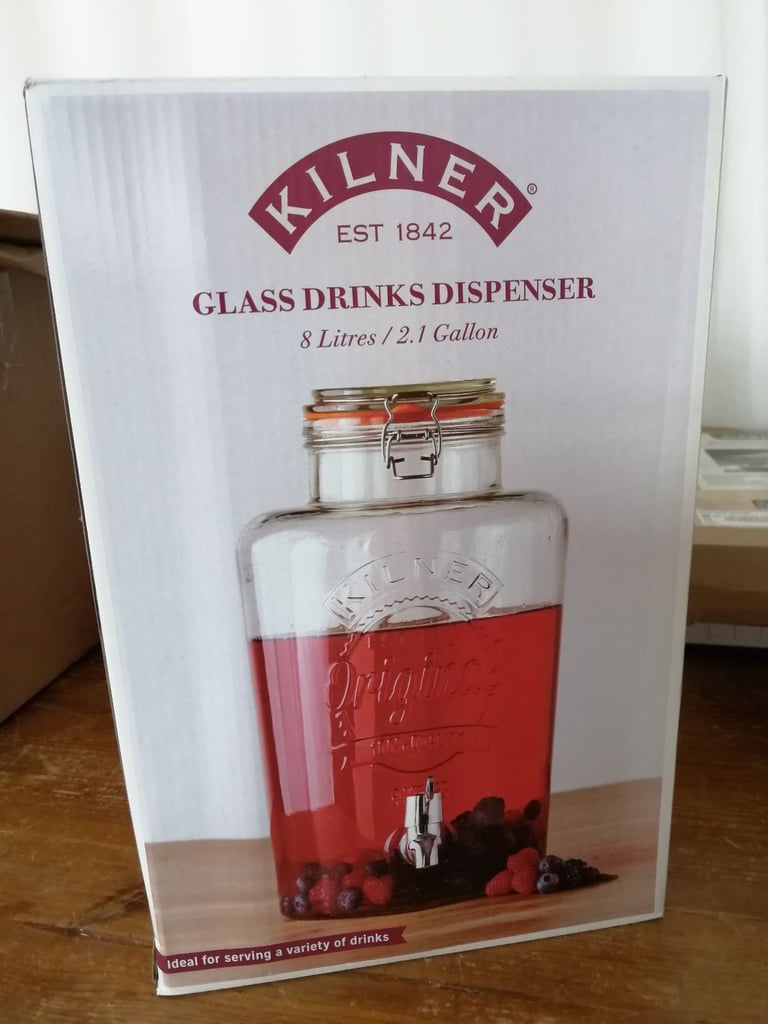 KILNER®
EST 1842
GLASS DRINKS DISPENSER
8 Litres / 2.1 Gallon
KILNER
Original
Ideal for serving a variety of drinks